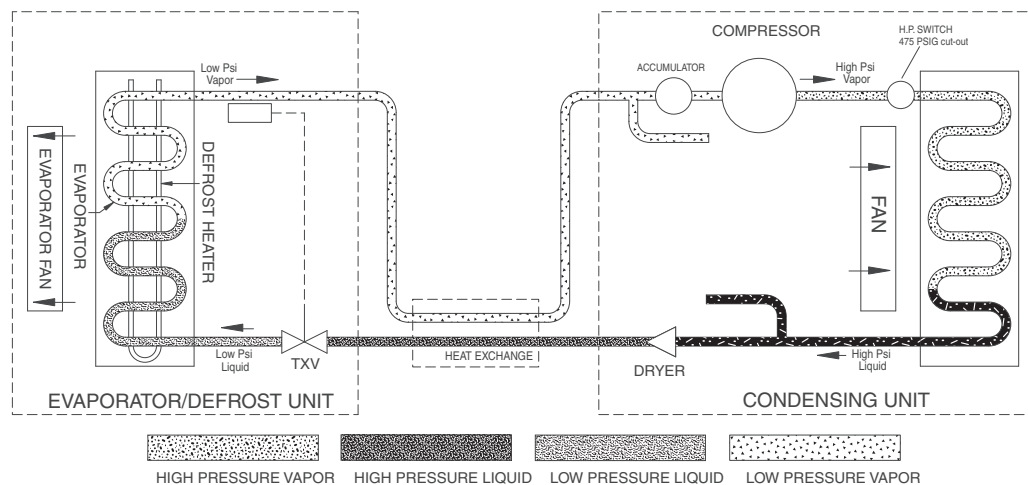 COMPRESSOR
H.P. SWITCH
475 PSIG cut-out
Low Psi
Vapor
ACCUMULATOR
High Psi
Vapor
EVAPORATOR FAN
EVAPORATOR
DEFROST HEATER
FAN
Low Psi
Liquid
TXV
HEAT EXCHANGE
DRYER
High Psi
Liquid
EVAPORATOR/DEFROST UNIT
CONDENSING UNIT
HIGH PRESSURE VAPOR
HIGH PRESSURE LIQUID
LOW PRESSURE LIQUID
LOW PRESSURE VAPOR